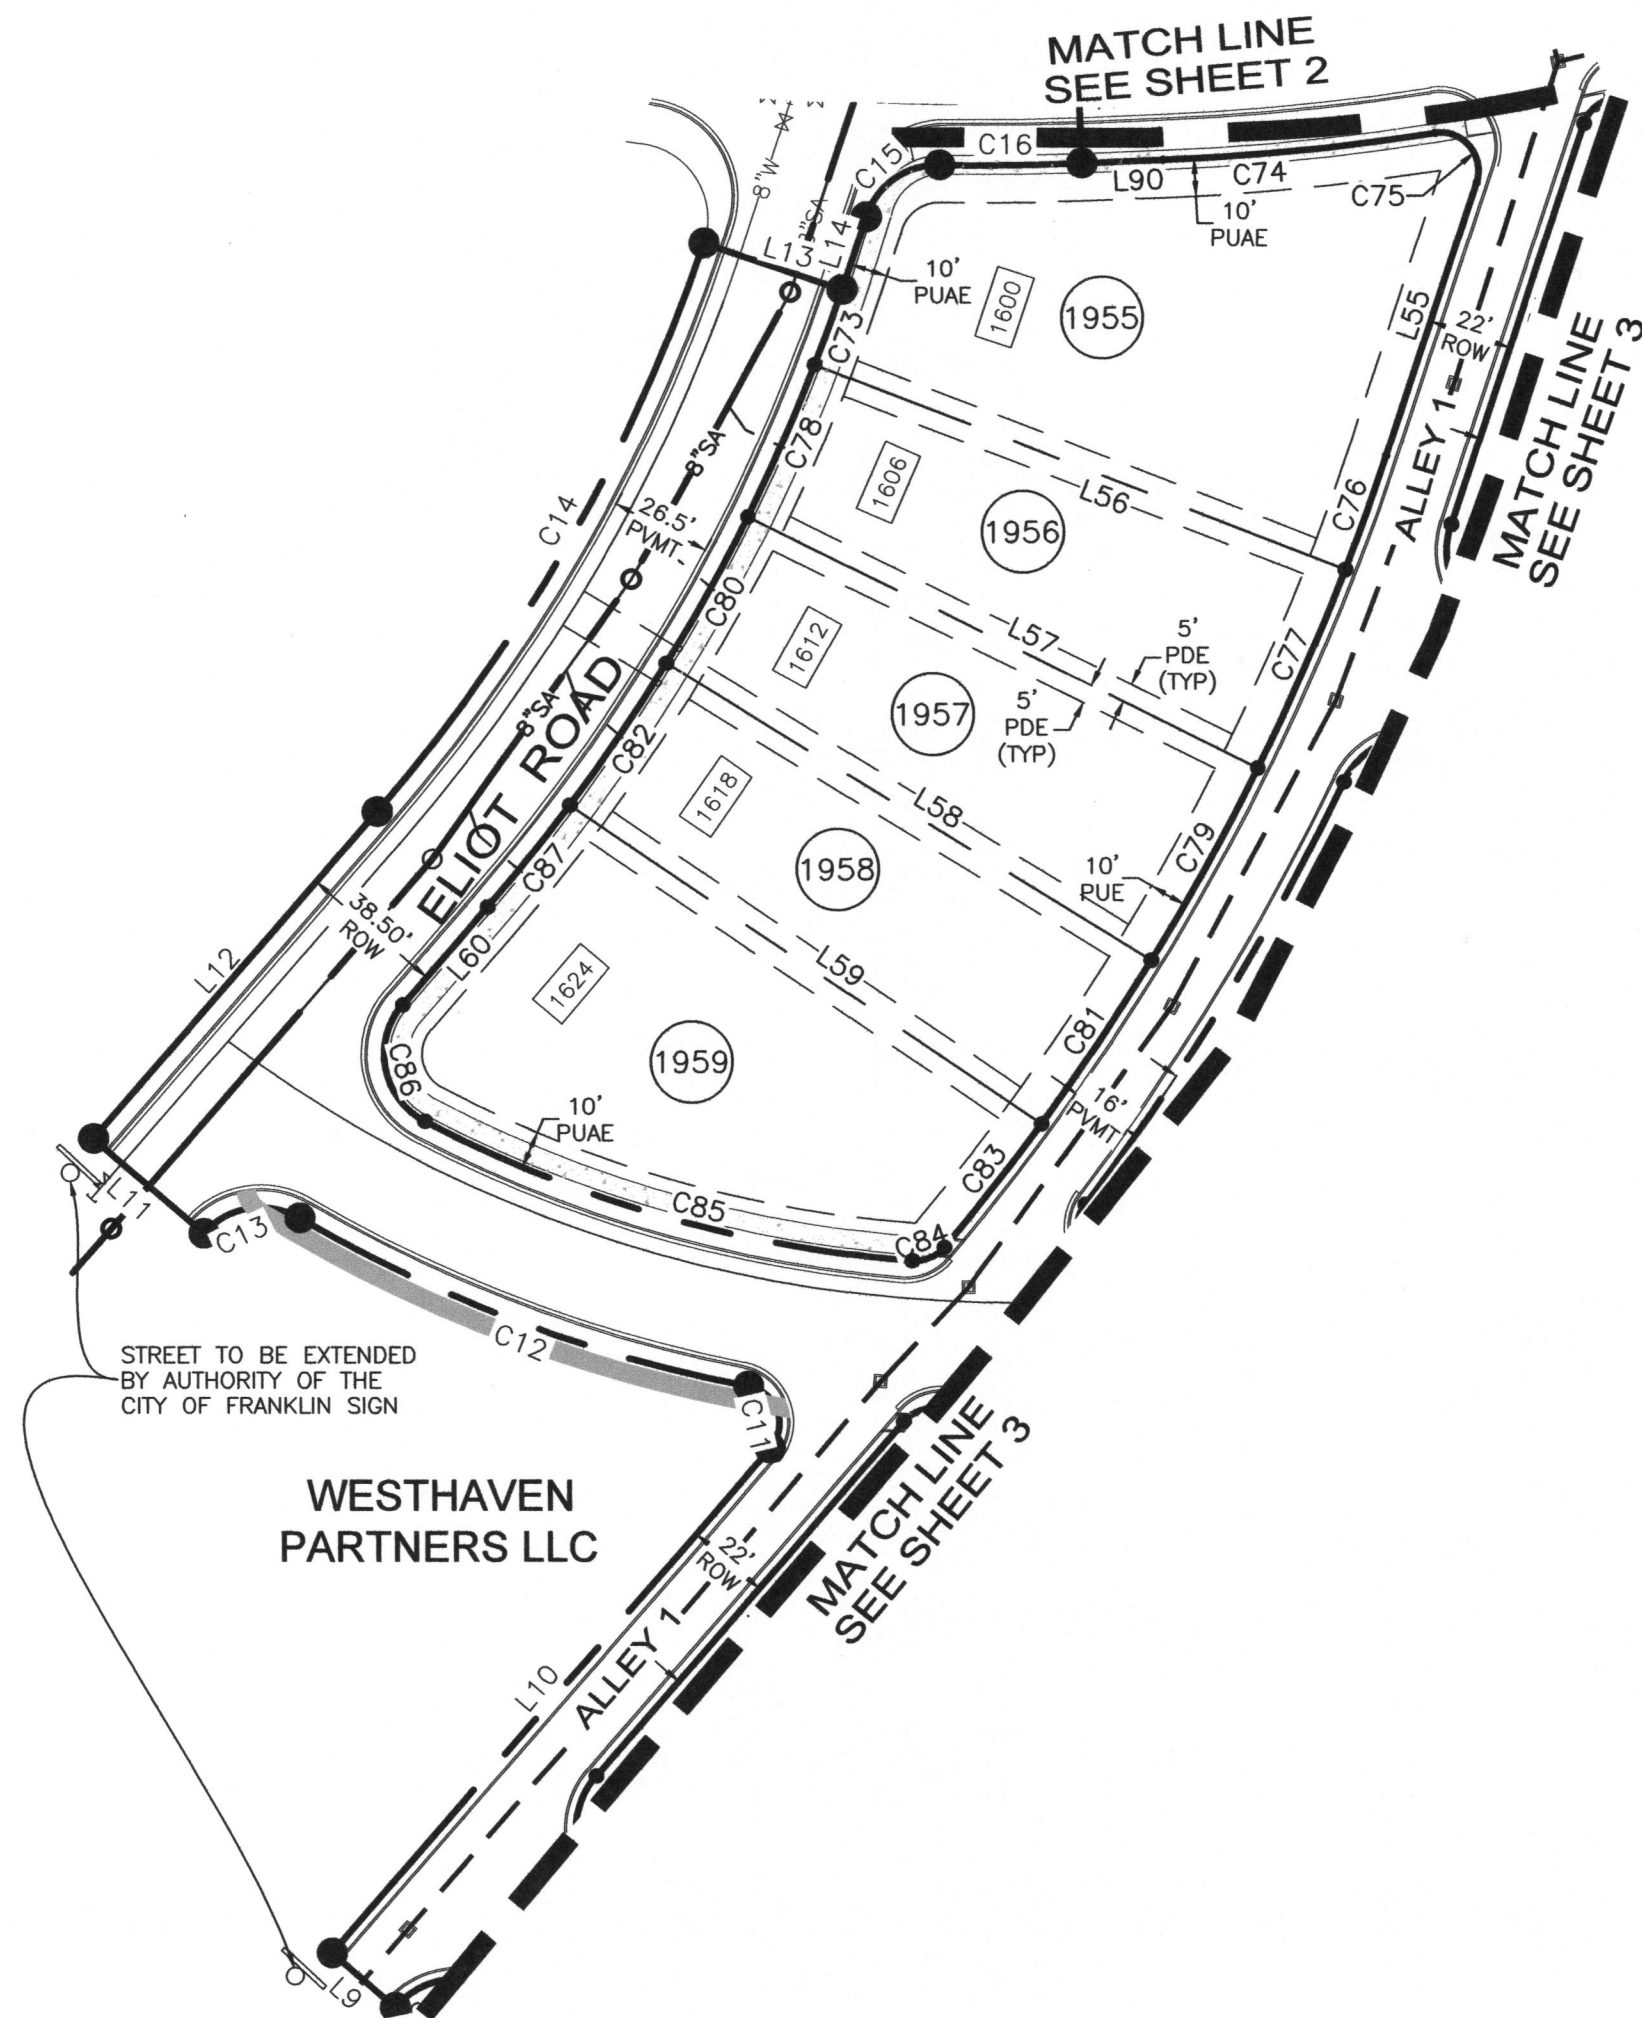 MATCH LINE
SEE SHEET 2
8"W
C15
C16
L90
C74
C75
10'
PUAE
L13
L14
10'
PUAE
1600
1955
L55
22'
ROW
MATCH LINE
SEE SHEET 3
C73
C78
8"SA
1606
L56
C76
ALLEY 1
C14
26.5'
PVMT
1956
C80
1612
L57
5'
PDE
(TYP)
C77
5'
PDE
(TYP)
1957
8"SA
ELIOT ROAD
C82
1618
L58
C79
10'
PUE
1958
C87
38.50'
ROW
L12
L60
1624
L59
C81
1959
C86
10'
PUAE
16'
PVMT
C83
C85
C84
L11
C13
C12
STREET TO BE EXTENDED
BY AUTHORITY OF THE
CITY OF FRANKLIN SIGN
C11
MATCH LINE
SEE SHEET 3
WESTHAVEN
PARTNERS LLC
22'
ROW
ALLEY 1
L10
L9